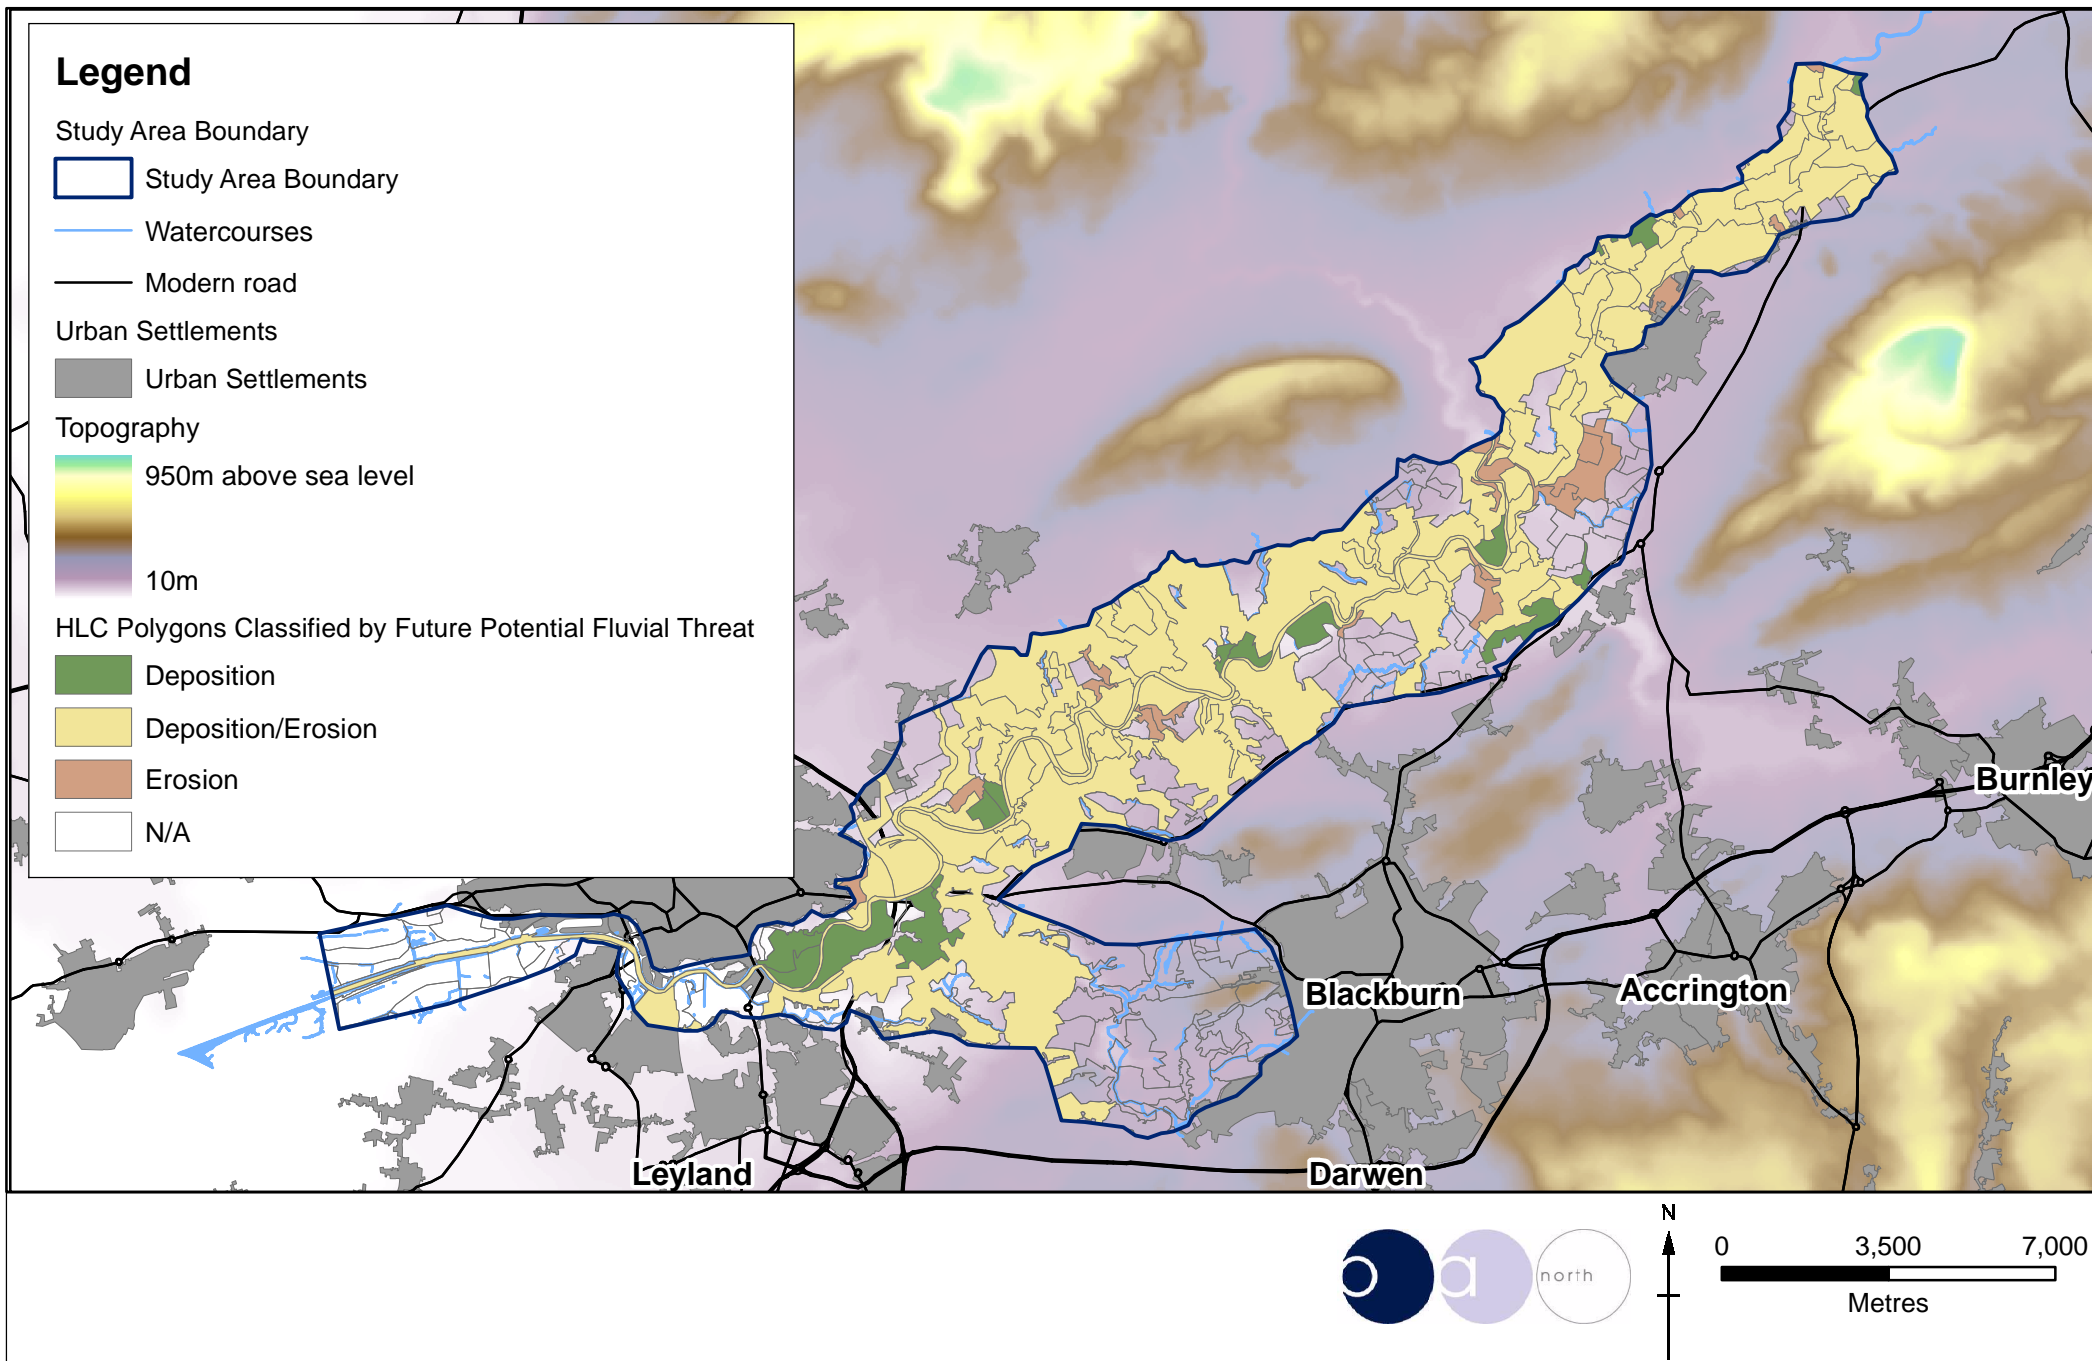 Legend
Study Area Boundary
Study Area Boundary
Watercourses
Modern road
Urban Settlements
Urban Settlements
Topography
950m above sea level
10m
HLC Polygons Classified by Future Potential Fluvial Threat
Deposition
Deposition/Erosion
Erosion
N/A
Burnley
Blackburn
Accrington
Leyland
Darwen
o a north
N
0 3,500 7,000
Metres